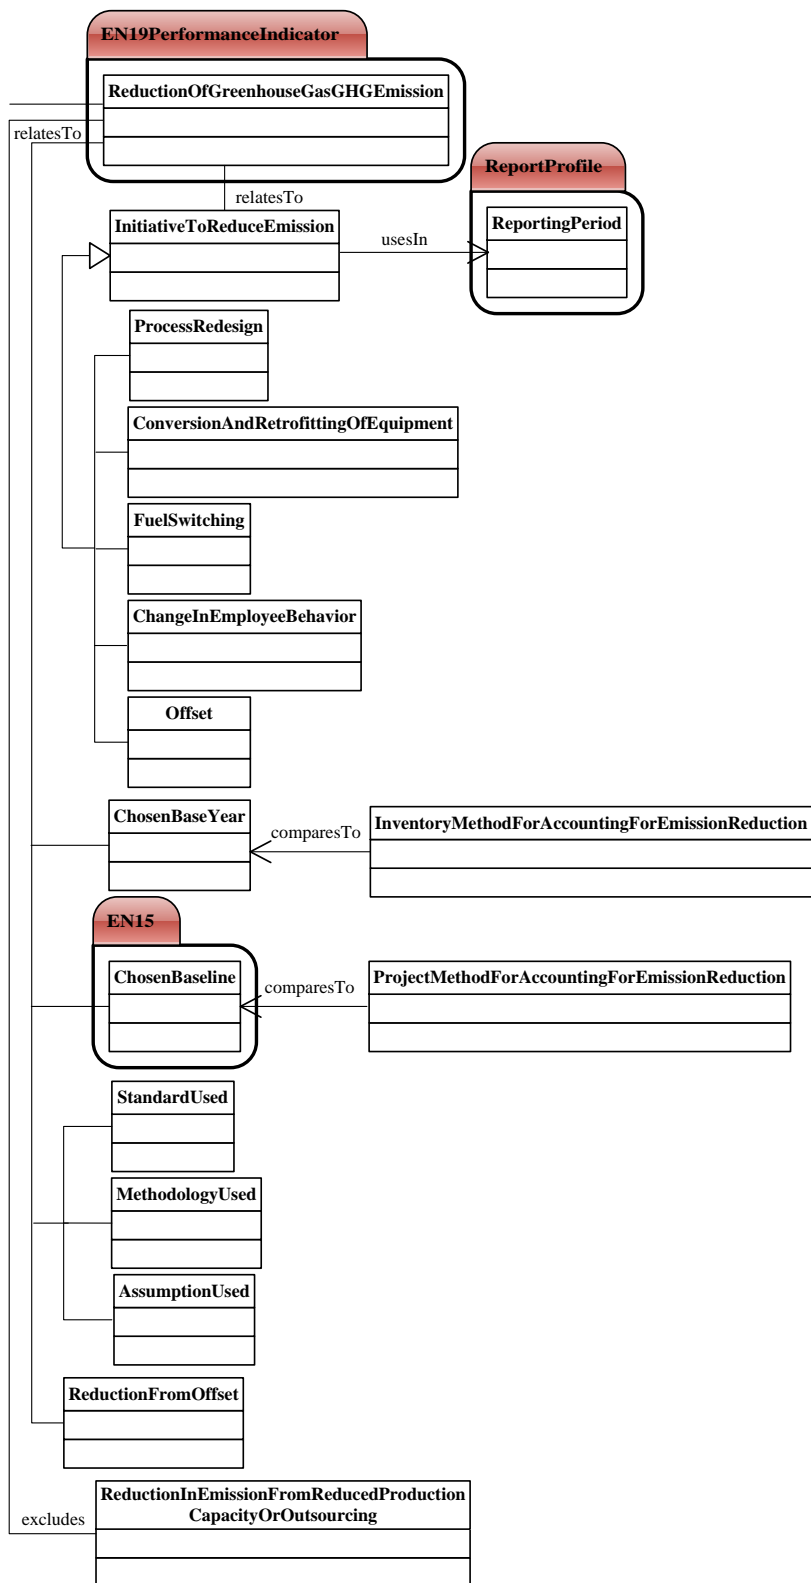 EN19PerformanceIndicator
ReductionOfGreenhouseGasGHGEmission
relatesTo
ReportProfile
relatesTo
InitiativeToReduceEmission
usesIn
ReportingPeriod
ProcessRedesign
ConversionAndRetrofittingOfEquipment
FuelSwitching
ChangeInEmployeeBehavior
Offset
ChosenBaseYear
comparesTo
InventoryMethodForAccountingForEmissionReduction
EN15
ChosenBaseline
comparesTo
ProjectMethodForAccountingForEmissionReduction
StandardUsed
MethodologyUsed
AssumptionUsed
ReductionFromOffset
ReductionInEmissionFromReducedProduction
CapacityOrOutsourcing
excludes